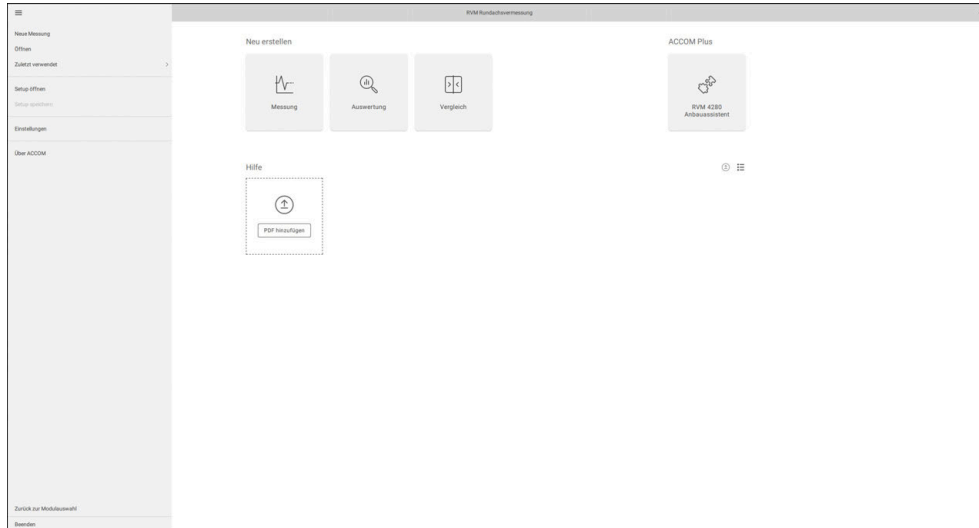 RVM Rundachsvermessung
Neue Messung
Öffnen
Zuletzt verwendet
Setup öffnen
Setup speichern
Einstellungen
Über ACCOM
Zurück zur Modulauswahl
Beenden
Neu erstellen
Messung
Auswertung
Vergleich
ACCOM Plus
RVM 4280
Anbauassistent
Hilfe
PDF hinzufügen